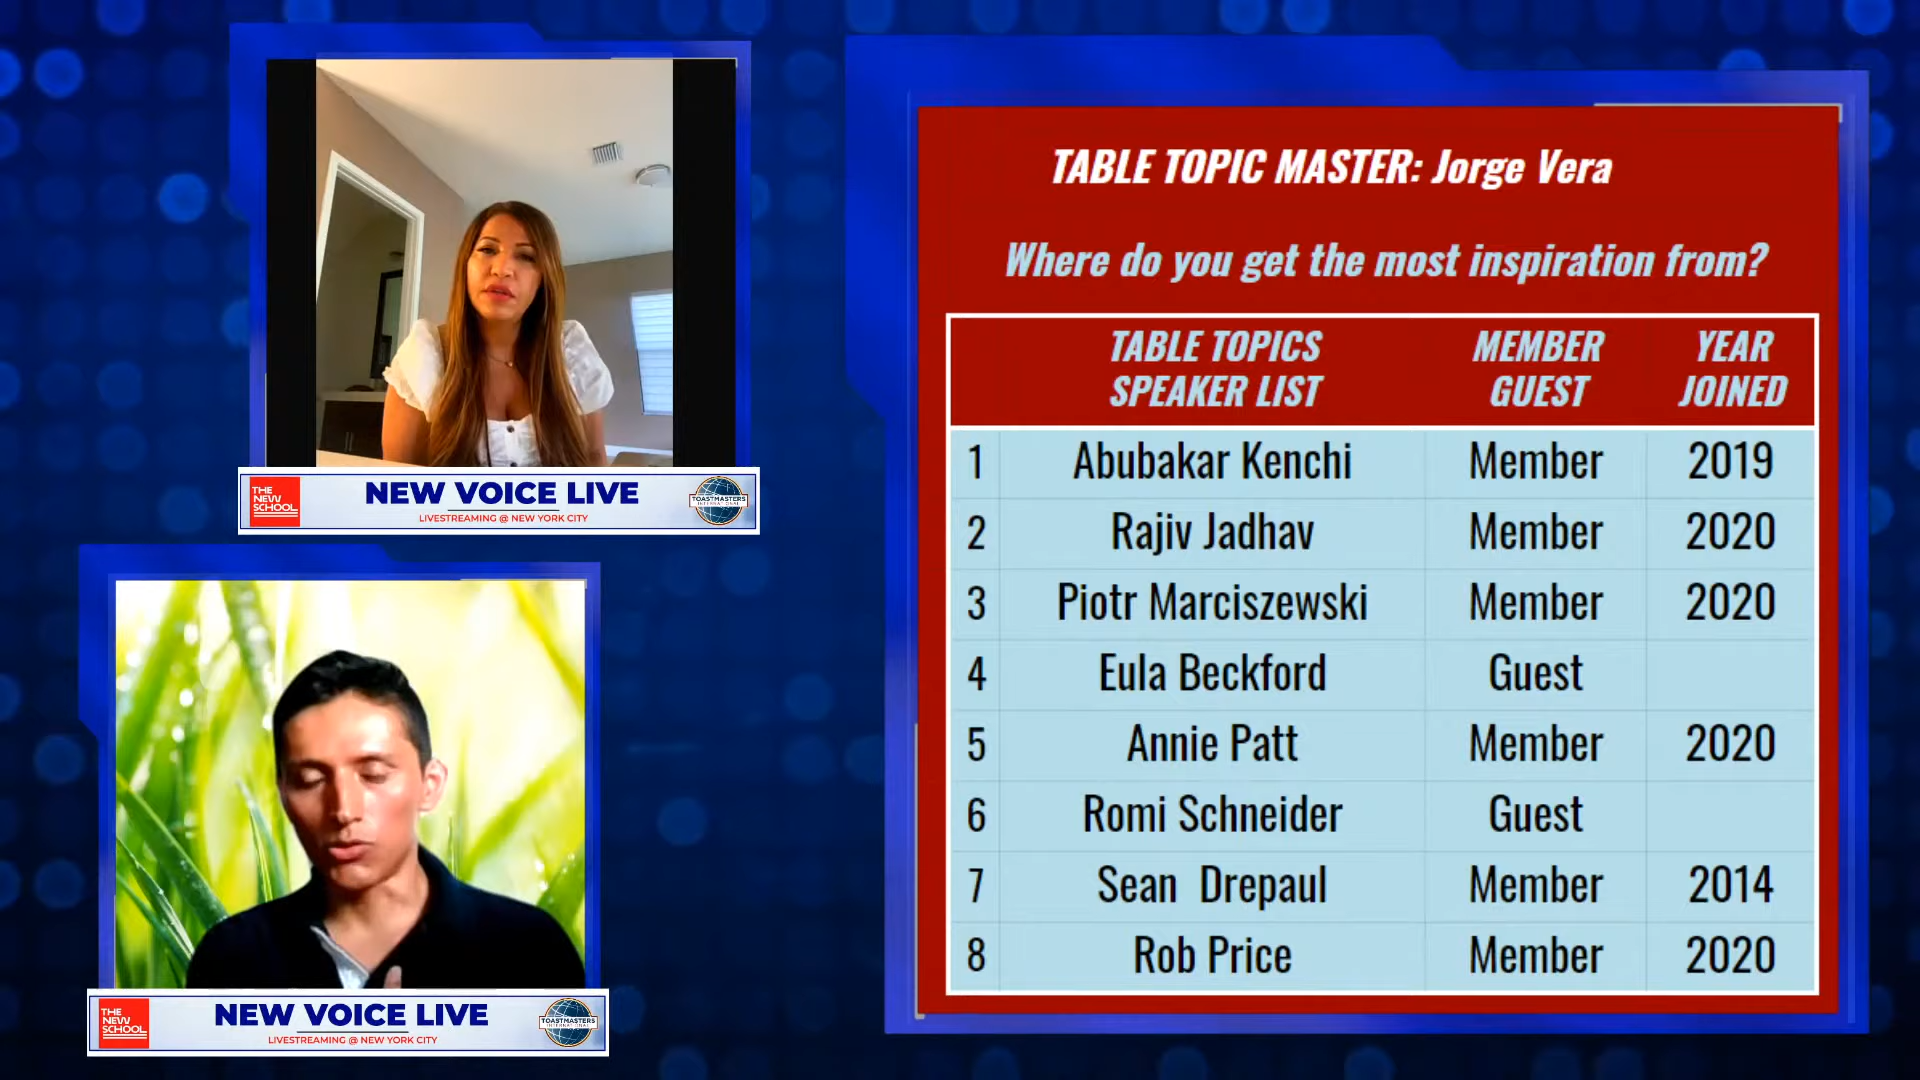 THE
NEW
SCHOOL
NEW VOICE LIVE
LIVESTREAMING @ NEW YORK CITY
TOASTMASTERS
INTERNATIONAL
THE
NEW
SCHOOL
NEW VOICE LIVE
LIVESTREAMING @ NEW YORK CITY
TOASTMASTERS
INTERNATIONAL
TABLE TOPIC MASTER: Jorge Vera
Where do you get the most inspiration from?
TABLE TOPICS SPEAKER LIST MEMBER GUEST YEAR JOINED
1 Abubakar Kenchi Member 2019
2 Rajiv Jadhav Member 2020
3 Piotr Marciszewski Member 2020
4 Eula Beckford Guest
5 Annie Patt Member 2020
6 Romi Schneider Guest
7 Sean Drepaul Member 2014
8 Rob Price Member 2020